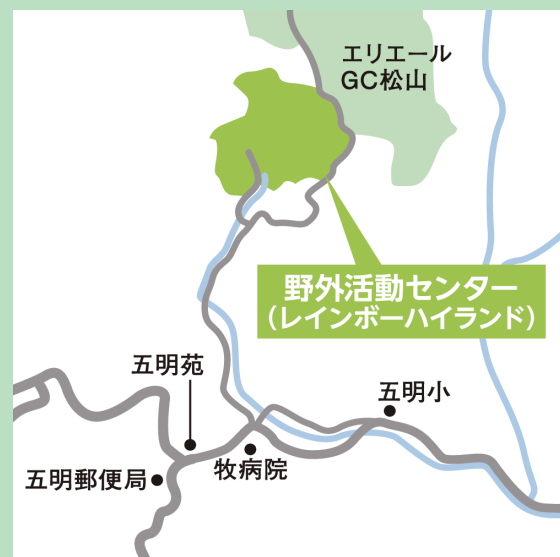 エリエール
GC松山
野外活動センター
（レインボーハイランド）
五明苑
五明小
牧病院
五明郵便局